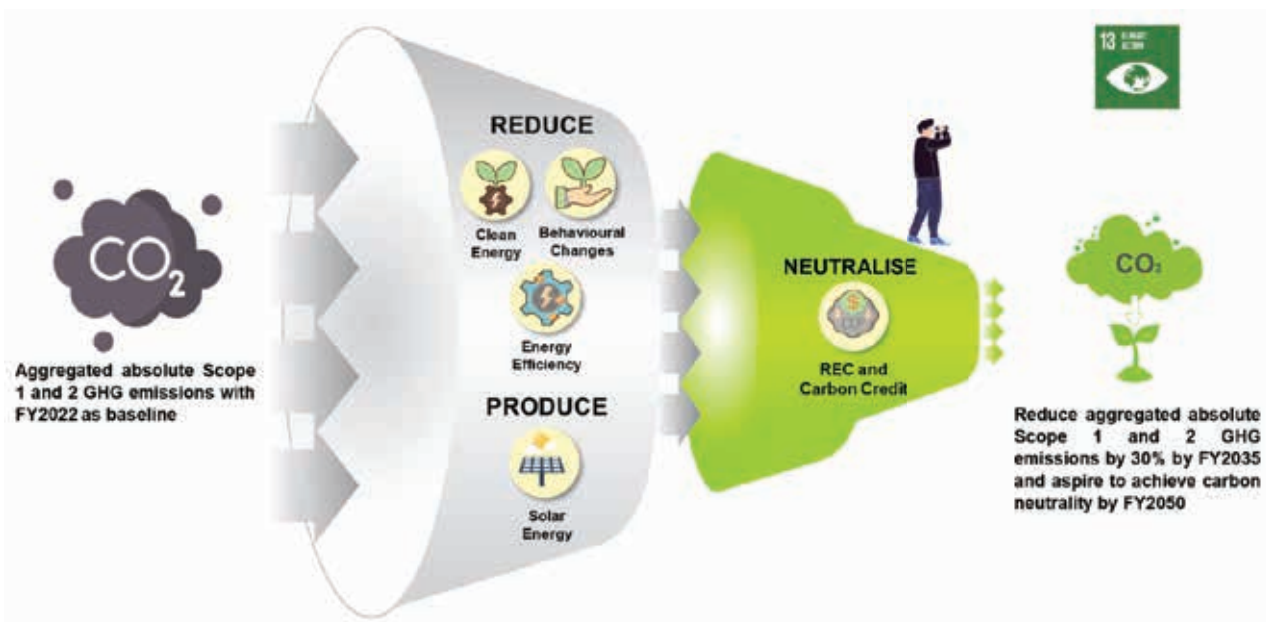 CO2
Aggregated absolute Scope
1 and 2 GHG emissions with
FY2022 as baseline
REDUCE
Clean
Energy
Behavioural
Changes
Energy
Efficiency
PRODUCE
Solar
Energy
NEUTRALISE
REC and
Carbon Credit
13 CLIMATE
ACTION
CO2
Reduce aggregated absolute
Scope 1 and 2 GHG
emissions by 30% by FY2035
and aspire to achieve carbon
neutrality by FY2050